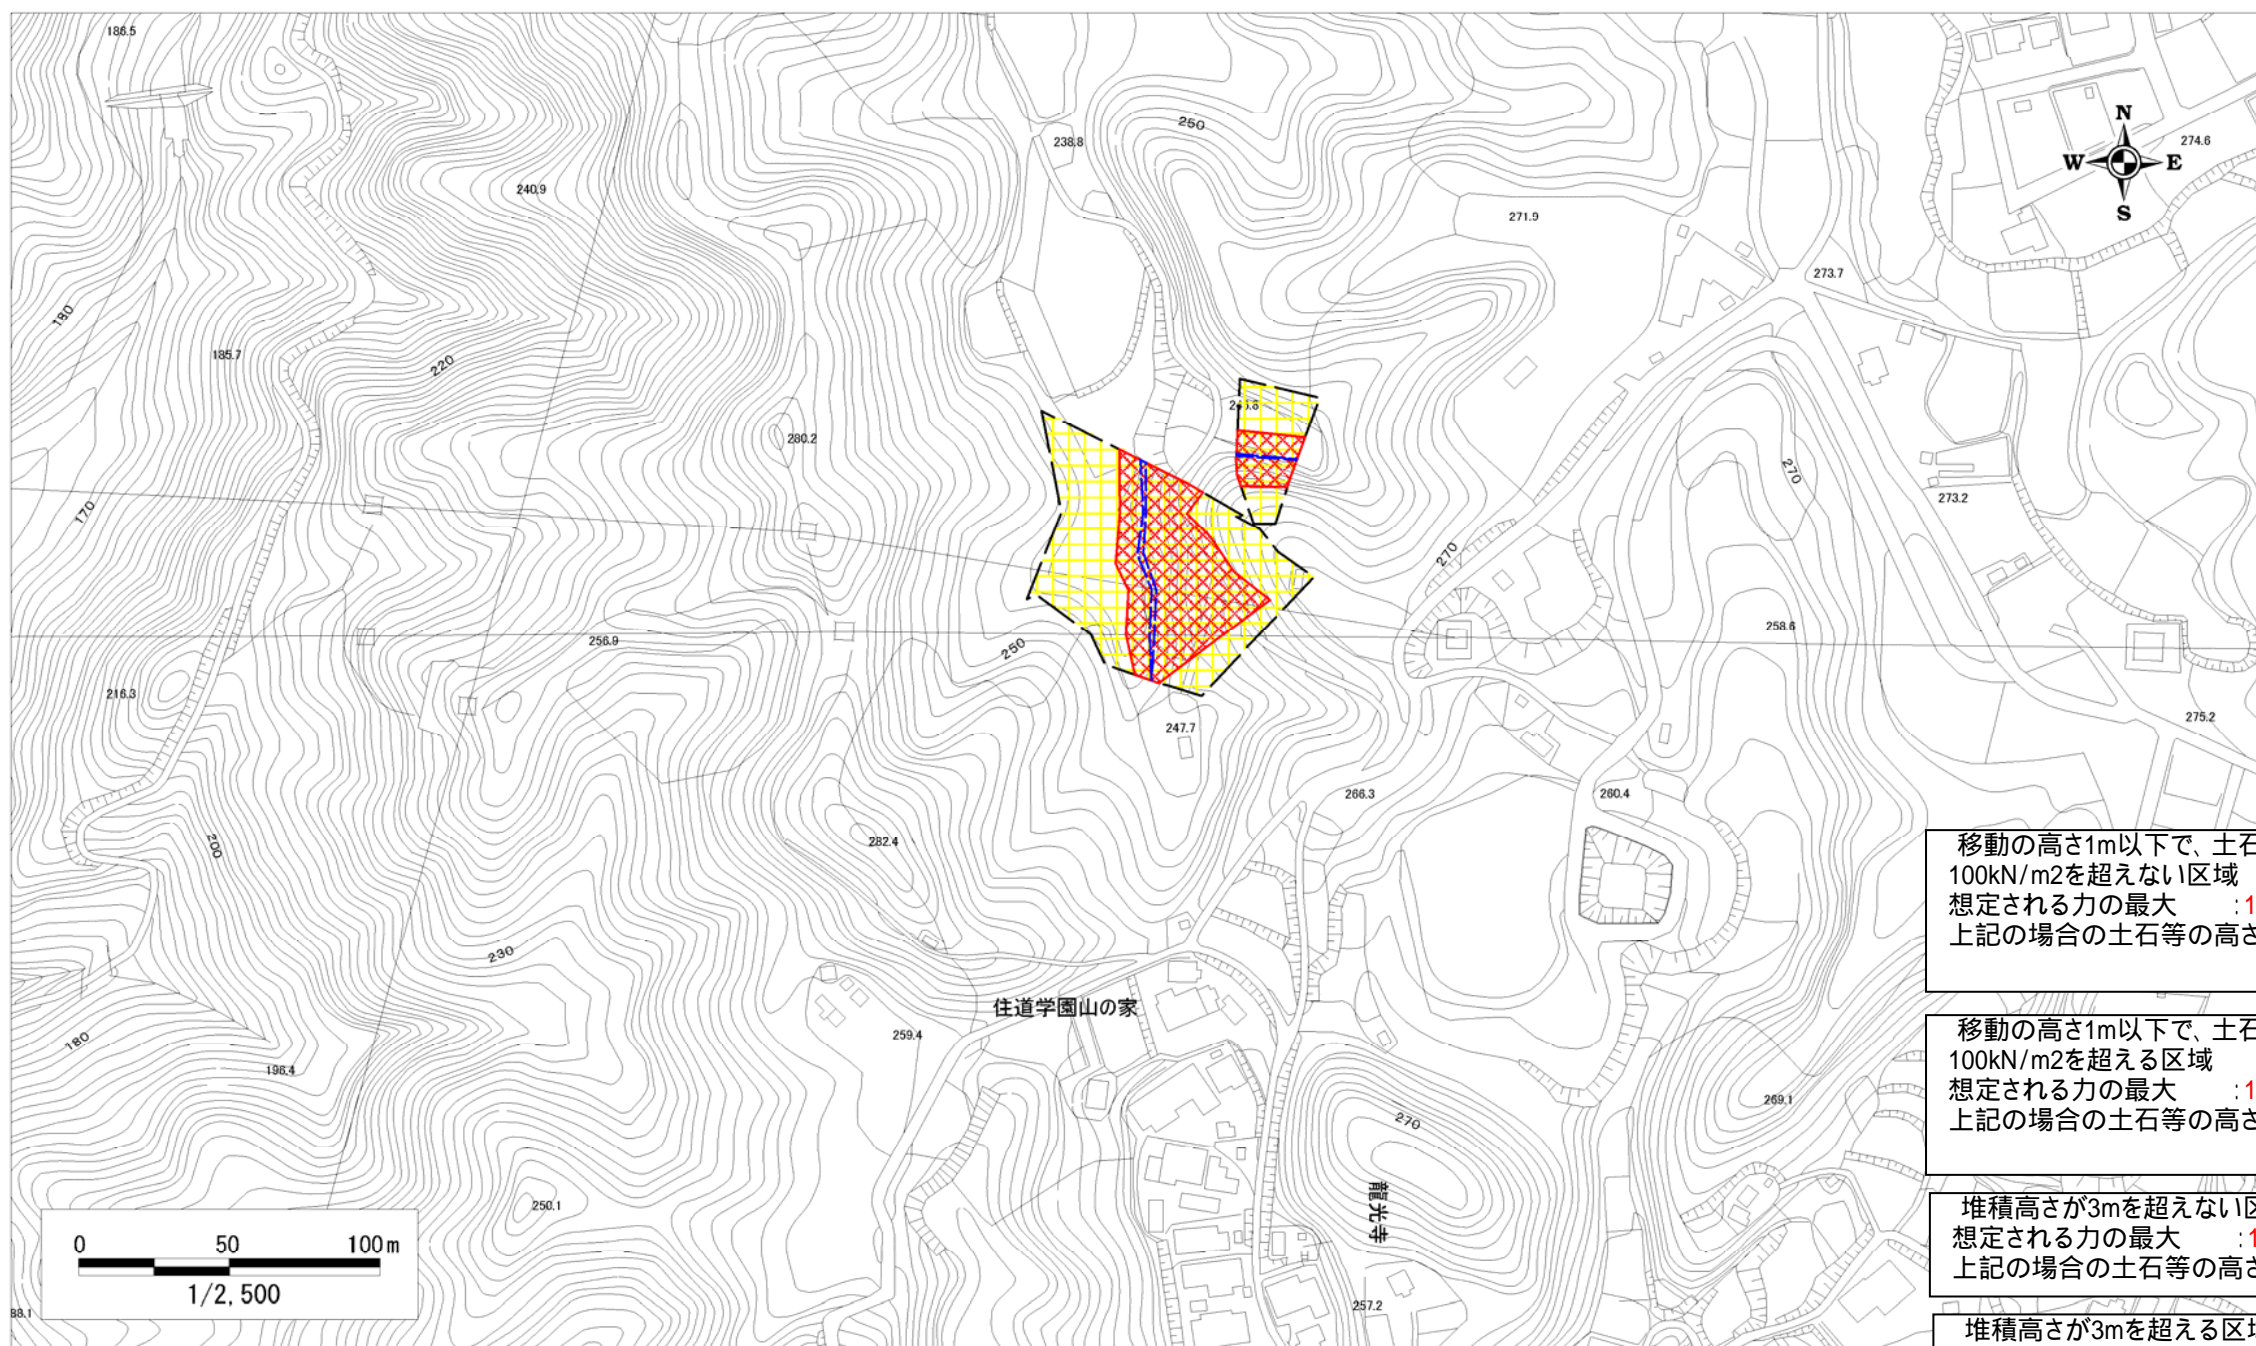 186.5
N
W E
S
274.6
250
238.8
240.9
271.9
273.7
180
185.7
220
280.2
270
273.2
170
270
256.9
250
258.6
216.3
247.7
275.2
266.3
260.4
282.4
200
移動の高さ1m以下で、土石
100kN/m2を超えない区域
想定される力の最大 :1
上記の場合の土石等の高さ
230
住道学園山の家
259.4
180
196.4
移動の高さ1m以下で、土石
100kN/m2を超える区域
想定される力の最大 :1
上記の場合の土石等の高さ
269.1
270
龍光寺
250.1
堆積高さが3mを超えない区
想定される力の最大 :1
上記の場合の土石等の高さ
0 50 100m
1/2,500
257.2
堆積高さが3mを超える区域